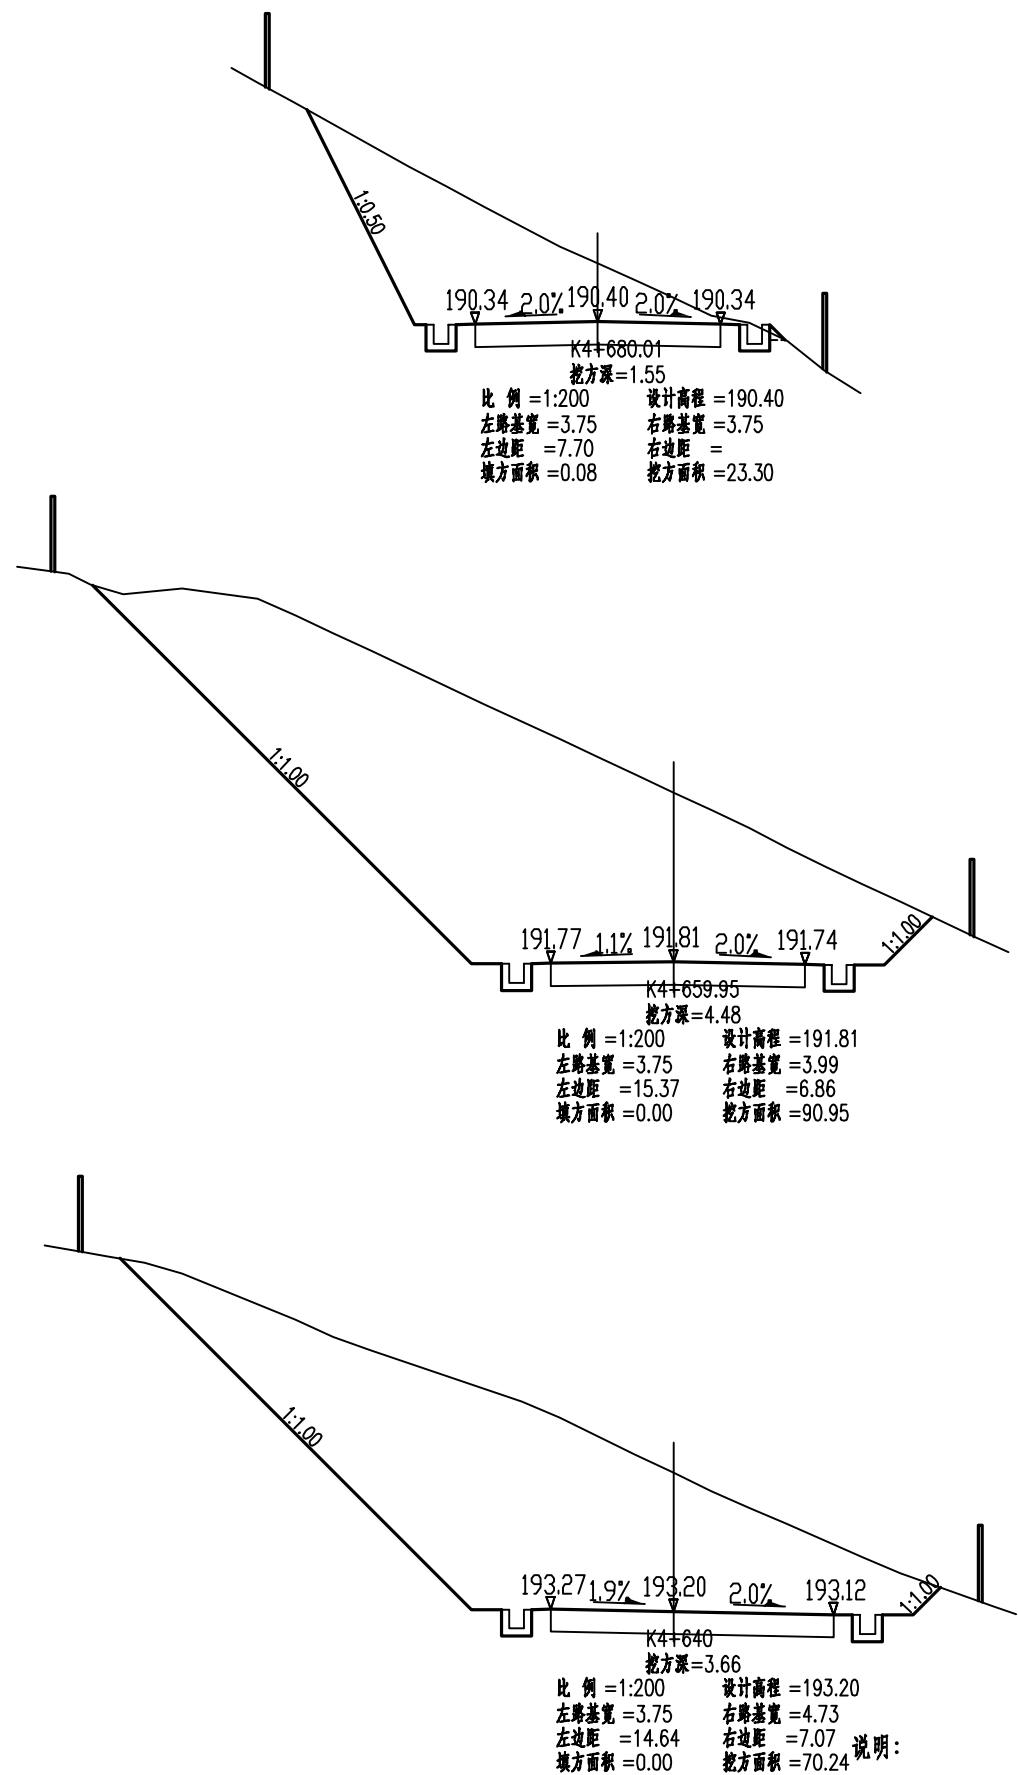 1:0.50
190.34 2.0% 190.40 2.0% 190.34
K4+680.01
挖方深=1.55
比 例 =1:200 设计高程 =190.40
左路基宽 =3.75 右路基宽 =3.75
左边距 =7.70 右边距 =
填方面积 =0.08 挖方面积 =23.30
1:1.00
1:1.00
191.77 1.1% 191.81 2.0% 191.74
K4+659.95
挖方深=4.48
比 例 =1:200 设计高程 =191.81
左路基宽 =3.75 右路基宽 =3.99
左边距 =15.37 右边距 =6.86
填方面积 =0.00 挖方面积 =90.95
1:1.00
193.27 1.9% 193.20 2.0% 193.12 1:1.00
K4+640
挖方深=3.66
比 例 =1:200 设计高程 =193.20
左路基宽 =3.75 右路基宽 =4.73
左边距 =14.64 右边距 =7.07 说明：
填方面积 =0.00 挖方面积 =70.24